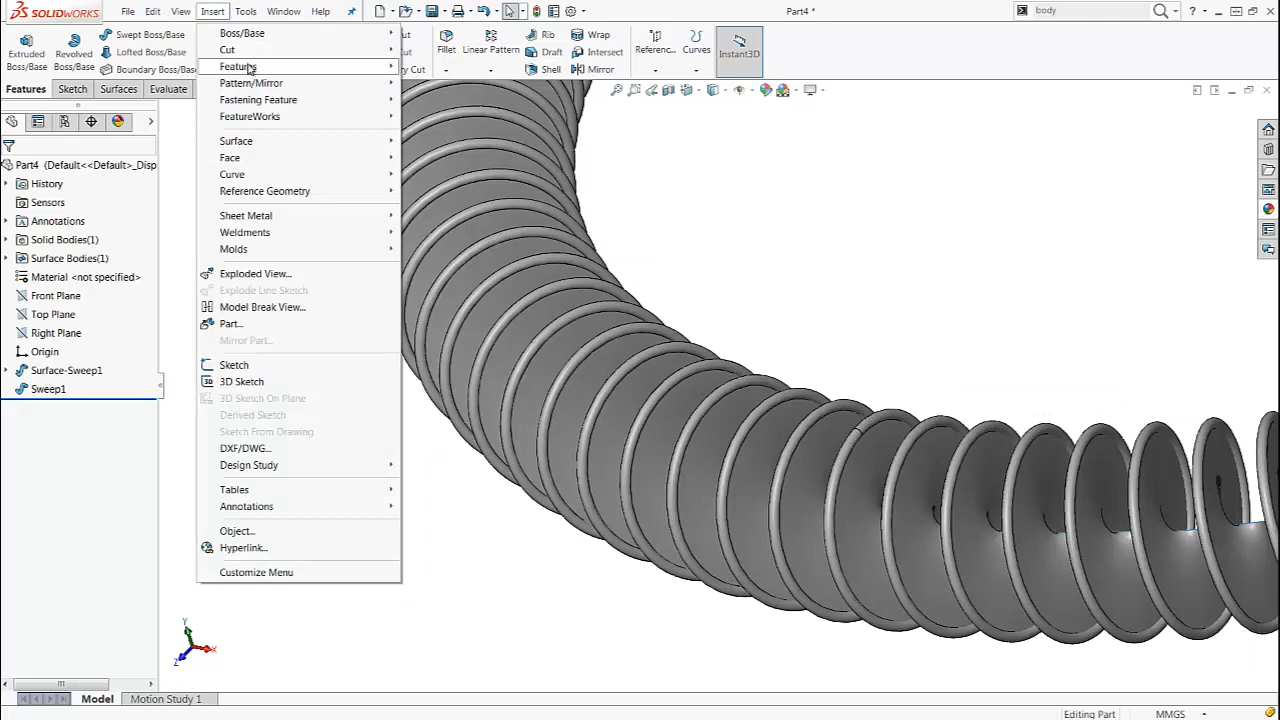 SOLIDWORKS
File
Edit
View
Insert
Tools
Window
Help
Part4 *
body
Extruded
Boss/Base
Revolved
Boss/Base
Swept Boss/Base
Lofted Boss/Base
Boundary Boss/Base
Fillet
Linear Pattern
Rib
Draft
Shell
Wrap
Intersect
Mirror
Referenc...
Curves
Instant3D
Features
Sketch
Surfaces
Evaluate
Part4 (Default<<Default>_Disp
History
Sensors
Annotations
Solid Bodies(1)
Surface Bodies(1)
Material <not specified>
Front Plane
Top Plane
Right Plane
Origin
Surface-Sweep1
Sweep1
Boss/Base
Cut
Features
Pattern/Mirror
Fastening Feature
FeatureWorks
Surface
Face
Curve
Reference Geometry
Sheet Metal
Weldments
Molds
Exploded View...
Explode Line Sketch
Model Break View...
Part...
Mirror Part...
Sketch
3D Sketch
3D Sketch On Plane
Derived Sketch
Sketch From Drawing
DXF/DWG...
Design Study
Tables
Annotations
Object...
Hyperlink...
Customize Menu
Y
X
Z
Model
Motion Study 1
Editing Part
MMGS